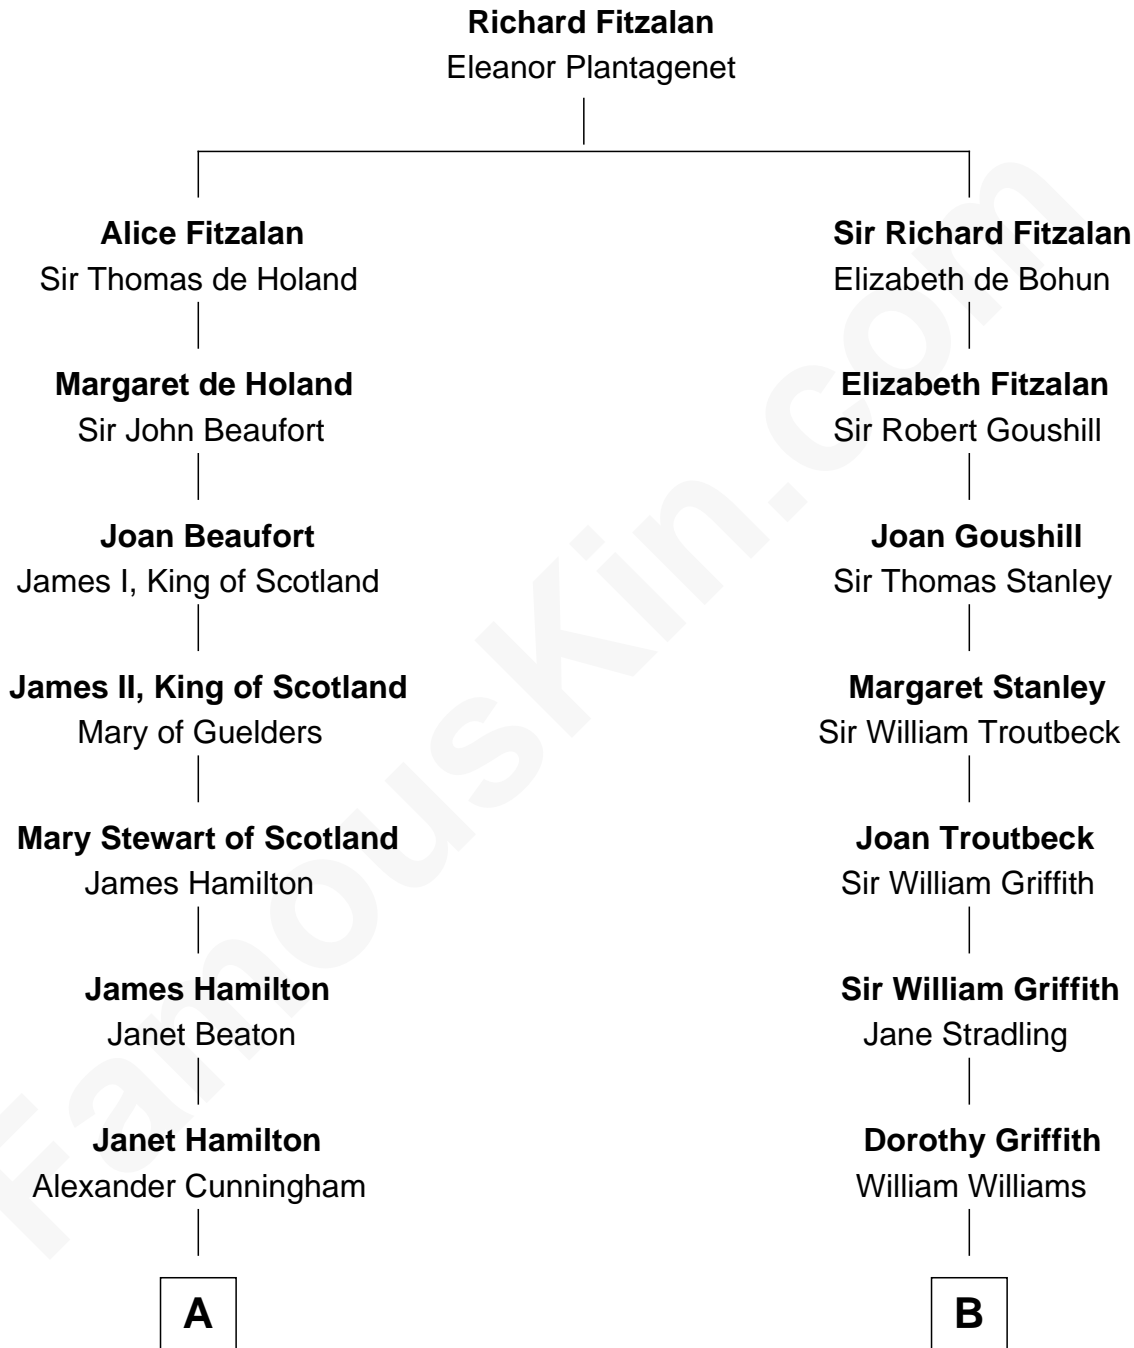 Richard Fitzalan
Eleanor Plantagenet
Alice Fitzalan
Sir Thomas de Holand
Margaret de Holand
Sir John Beaufort
Joan Beaufort
James I, King of Scotland
James II, King of Scotland
Mary of Guelders
Mary Stewart of Scotland
James Hamilton
James Hamilton
Janet Beaton
Janet Hamilton
Alexander Cunningham
A
Sir Richard Fitzalan
Elizabeth de Bohun
Elizabeth Fitzalan
Sir Robert Goushill
Joan Goushill
Sir Thomas Stanley
Margaret Stanley
Sir William Troutbeck
Joan Troutbeck
Sir William Griffith
Sir William Griffith
Jane Stradling
Dorothy Griffith
William Williams
B
FamousKin.com